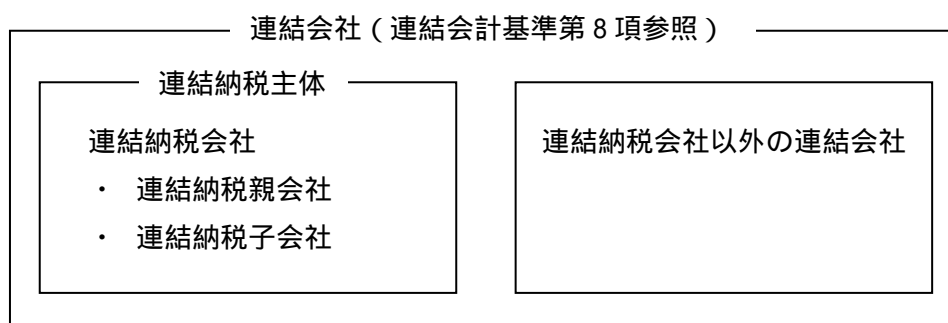 連結会社（連結会計基準第8項参照）
連結納税主体
連結納税会社
・ 連結納税親会社
・ 連結納税子会社
連結納税会社以外の連結会社